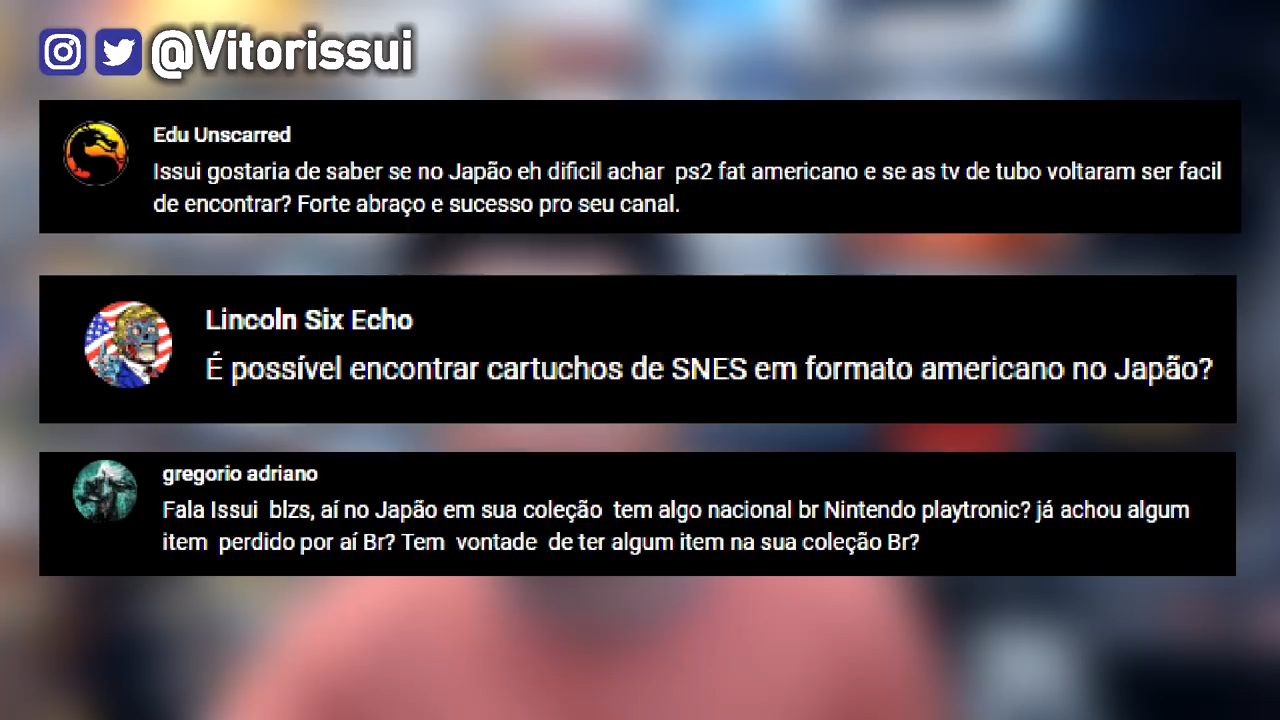 @Vitorissui
Edu Unscarred
Issui gostaria de saber se no Japão eh dificil achar ps2 fat americano e se as tv de tubo voltaram ser facil
de encontrar? Forte abraço e sucesso pro seu canal.
Lincoln Six Echo
É possível encontrar cartuchos de SNES em formato americano no Japão?
gregorio adriano
Fala Issui blzs, aí no Japão em sua coleção tem algo nacional br Nintendo playtronic? já achou algum
item perdido por aí Br? Tem vontade de ter algum item na sua coleção Br?